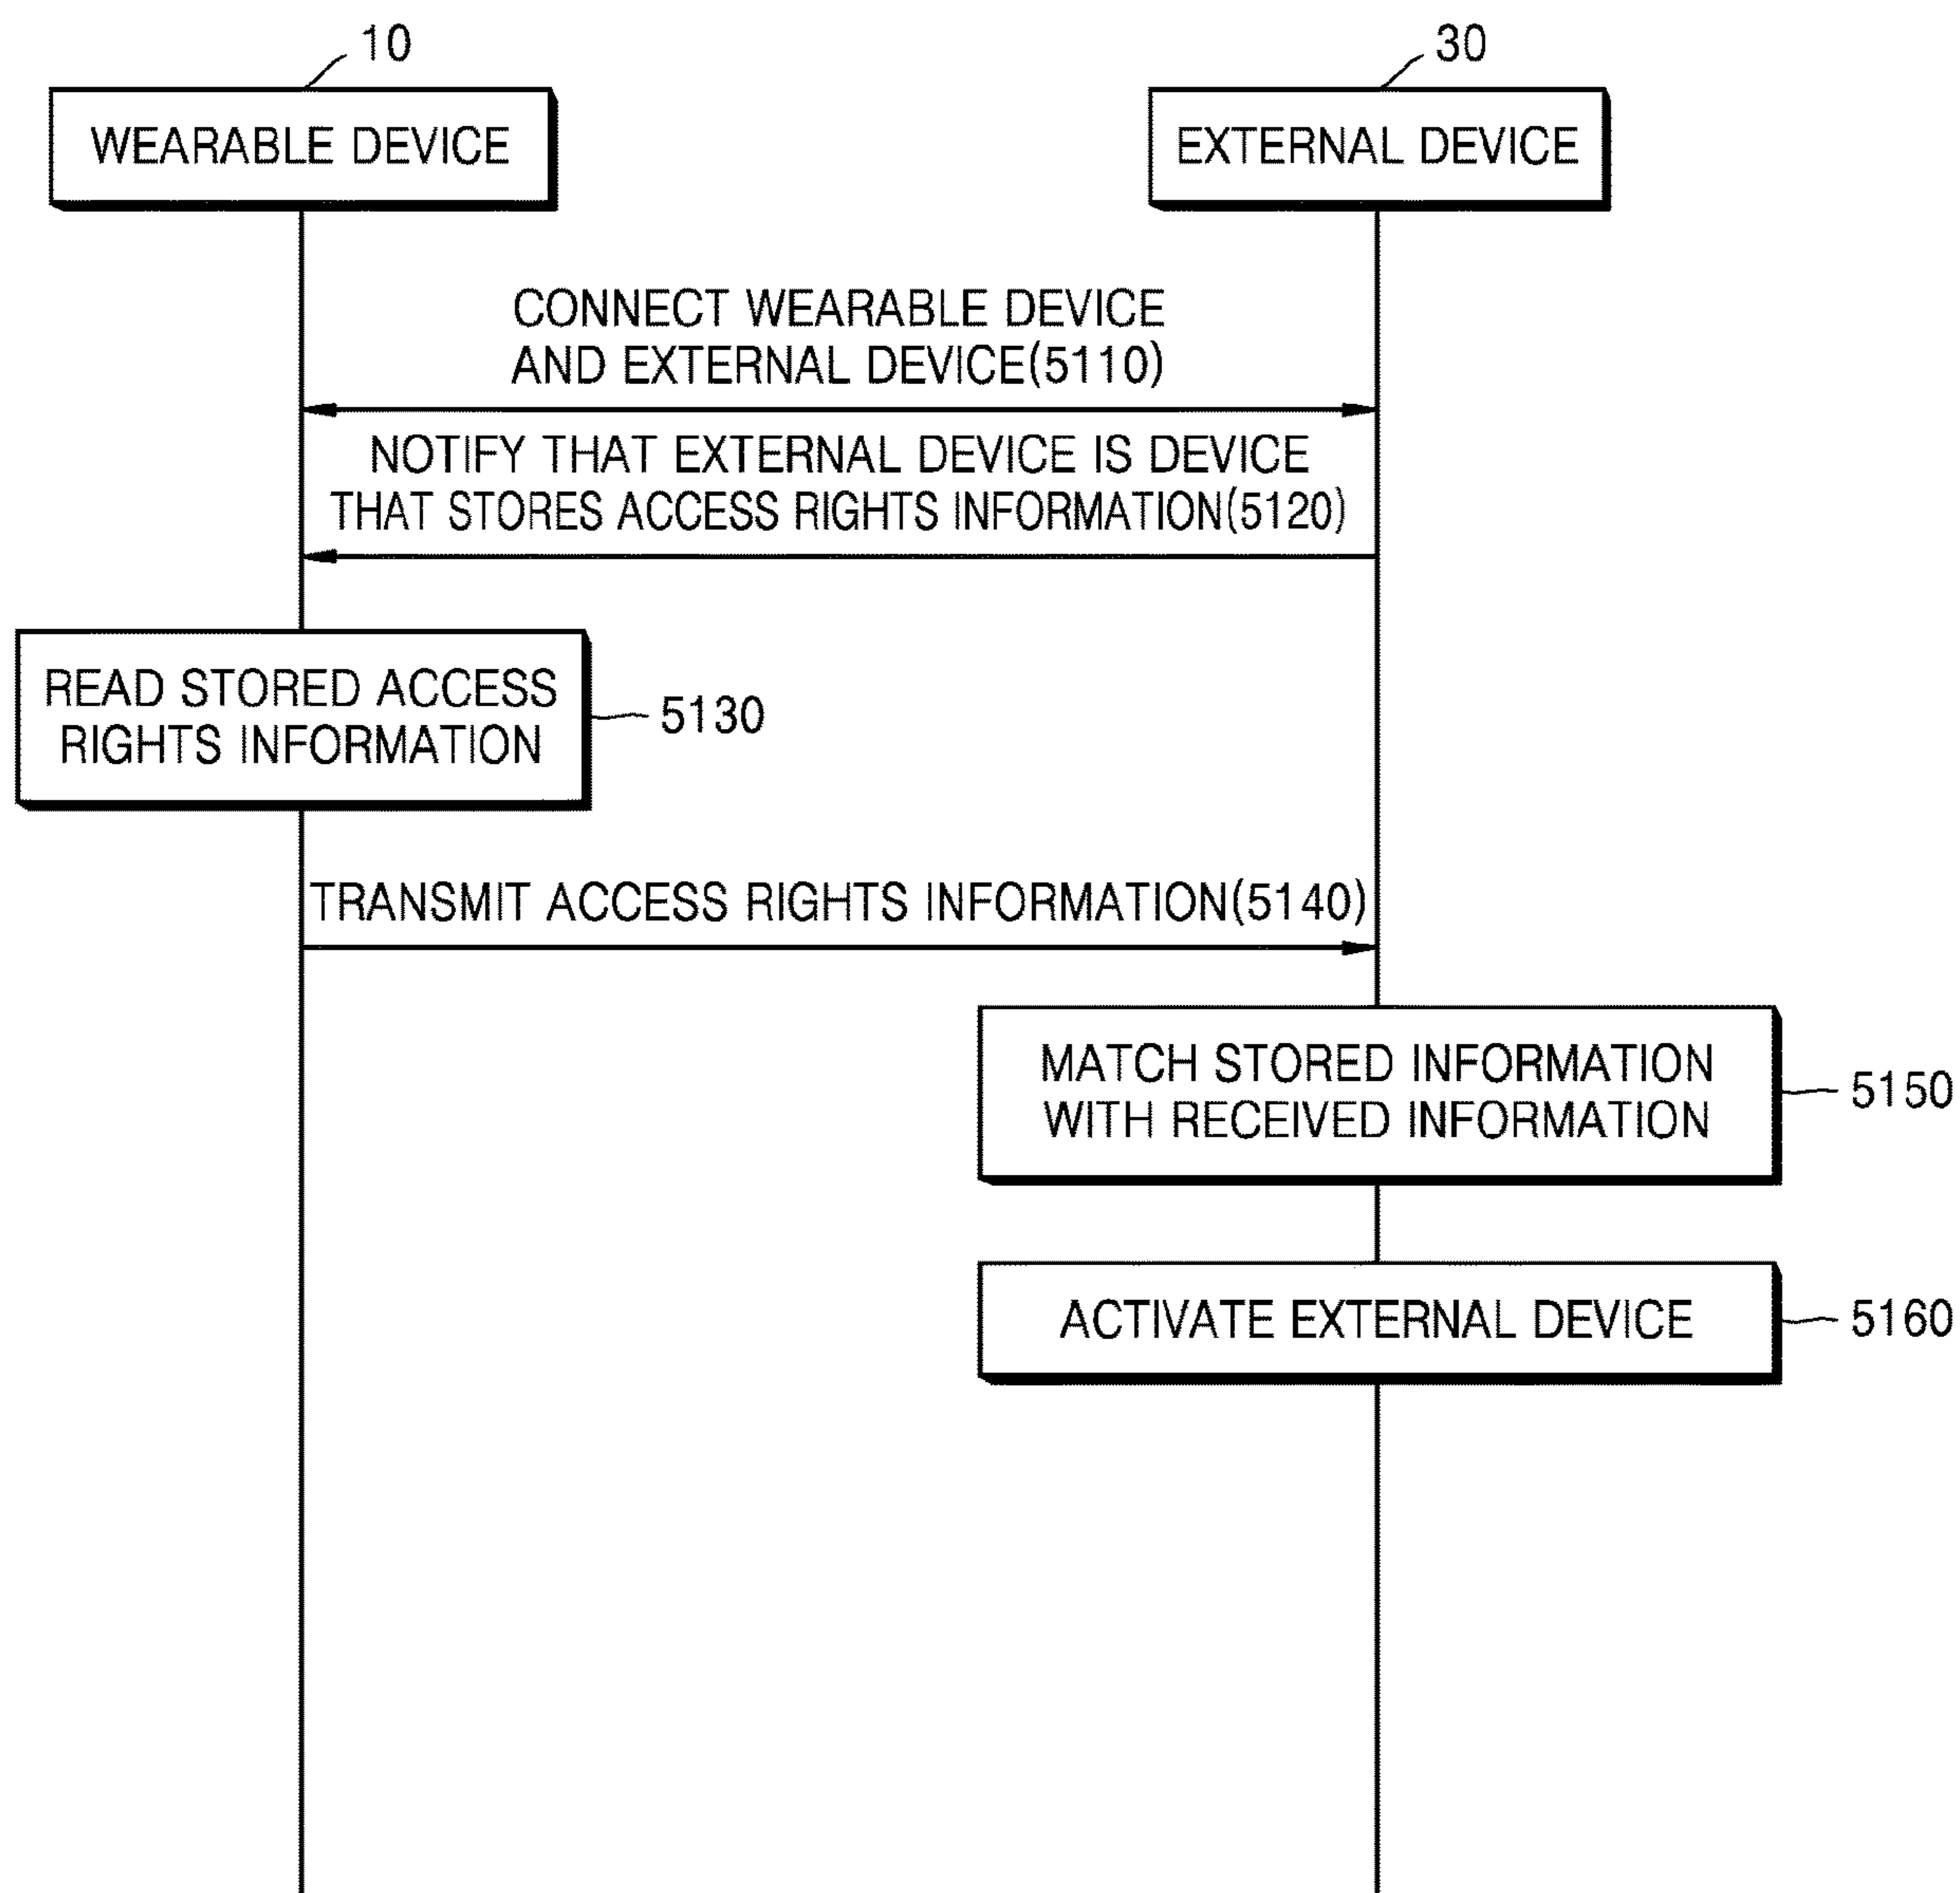 10
30
WEARABLE DEVICE
EXTERNAL DEVICE
CONNECT WEARABLE DEVICE
AND EXTERNAL DEVICE(5110)
NOTIFY THAT EXTERNAL DEVICE IS DEVICE
THAT STORES ACCESS RIGHTS INFORMATION(5120)
READ STORED ACCESS
RIGHTS INFORMATION
5130
TRANSMIT ACCESS RIGHTS INFORMATION(5140)
MATCH STORED INFORMATION
WITH RECEIVED INFORMATION
5150
ACTIVATE EXTERNAL DEVICE
5160